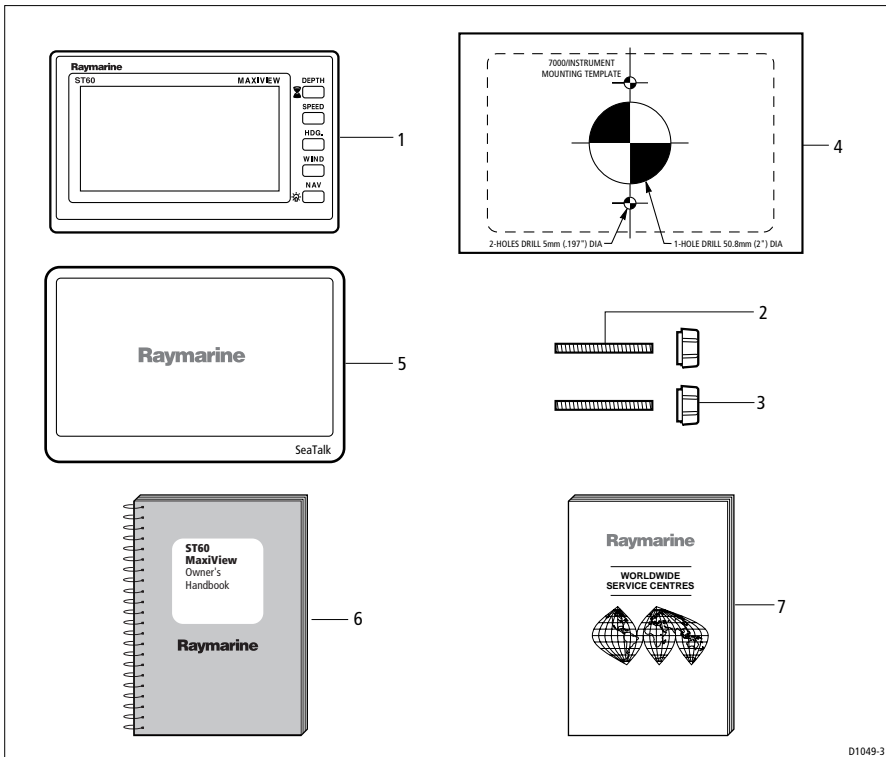 Raymarine
ST60 MAXIVIEW
DEPTH
SPEED
HDG.
WIND
NAV
1
7000/INSTRUMENT
MOUNTING TEMPLATE
2-HOLES DRILL 5mm (.197") DIA
1-HOLE DRILL 50.8mm (2") DIA
4
Raymarine
SeaTalk
5
2
3
ST60
MaxiView
Owner's
Handbook
Raymarine
6
Raymarine
WORLDWIDE
SERVICE CENTRES
7
D1049-3